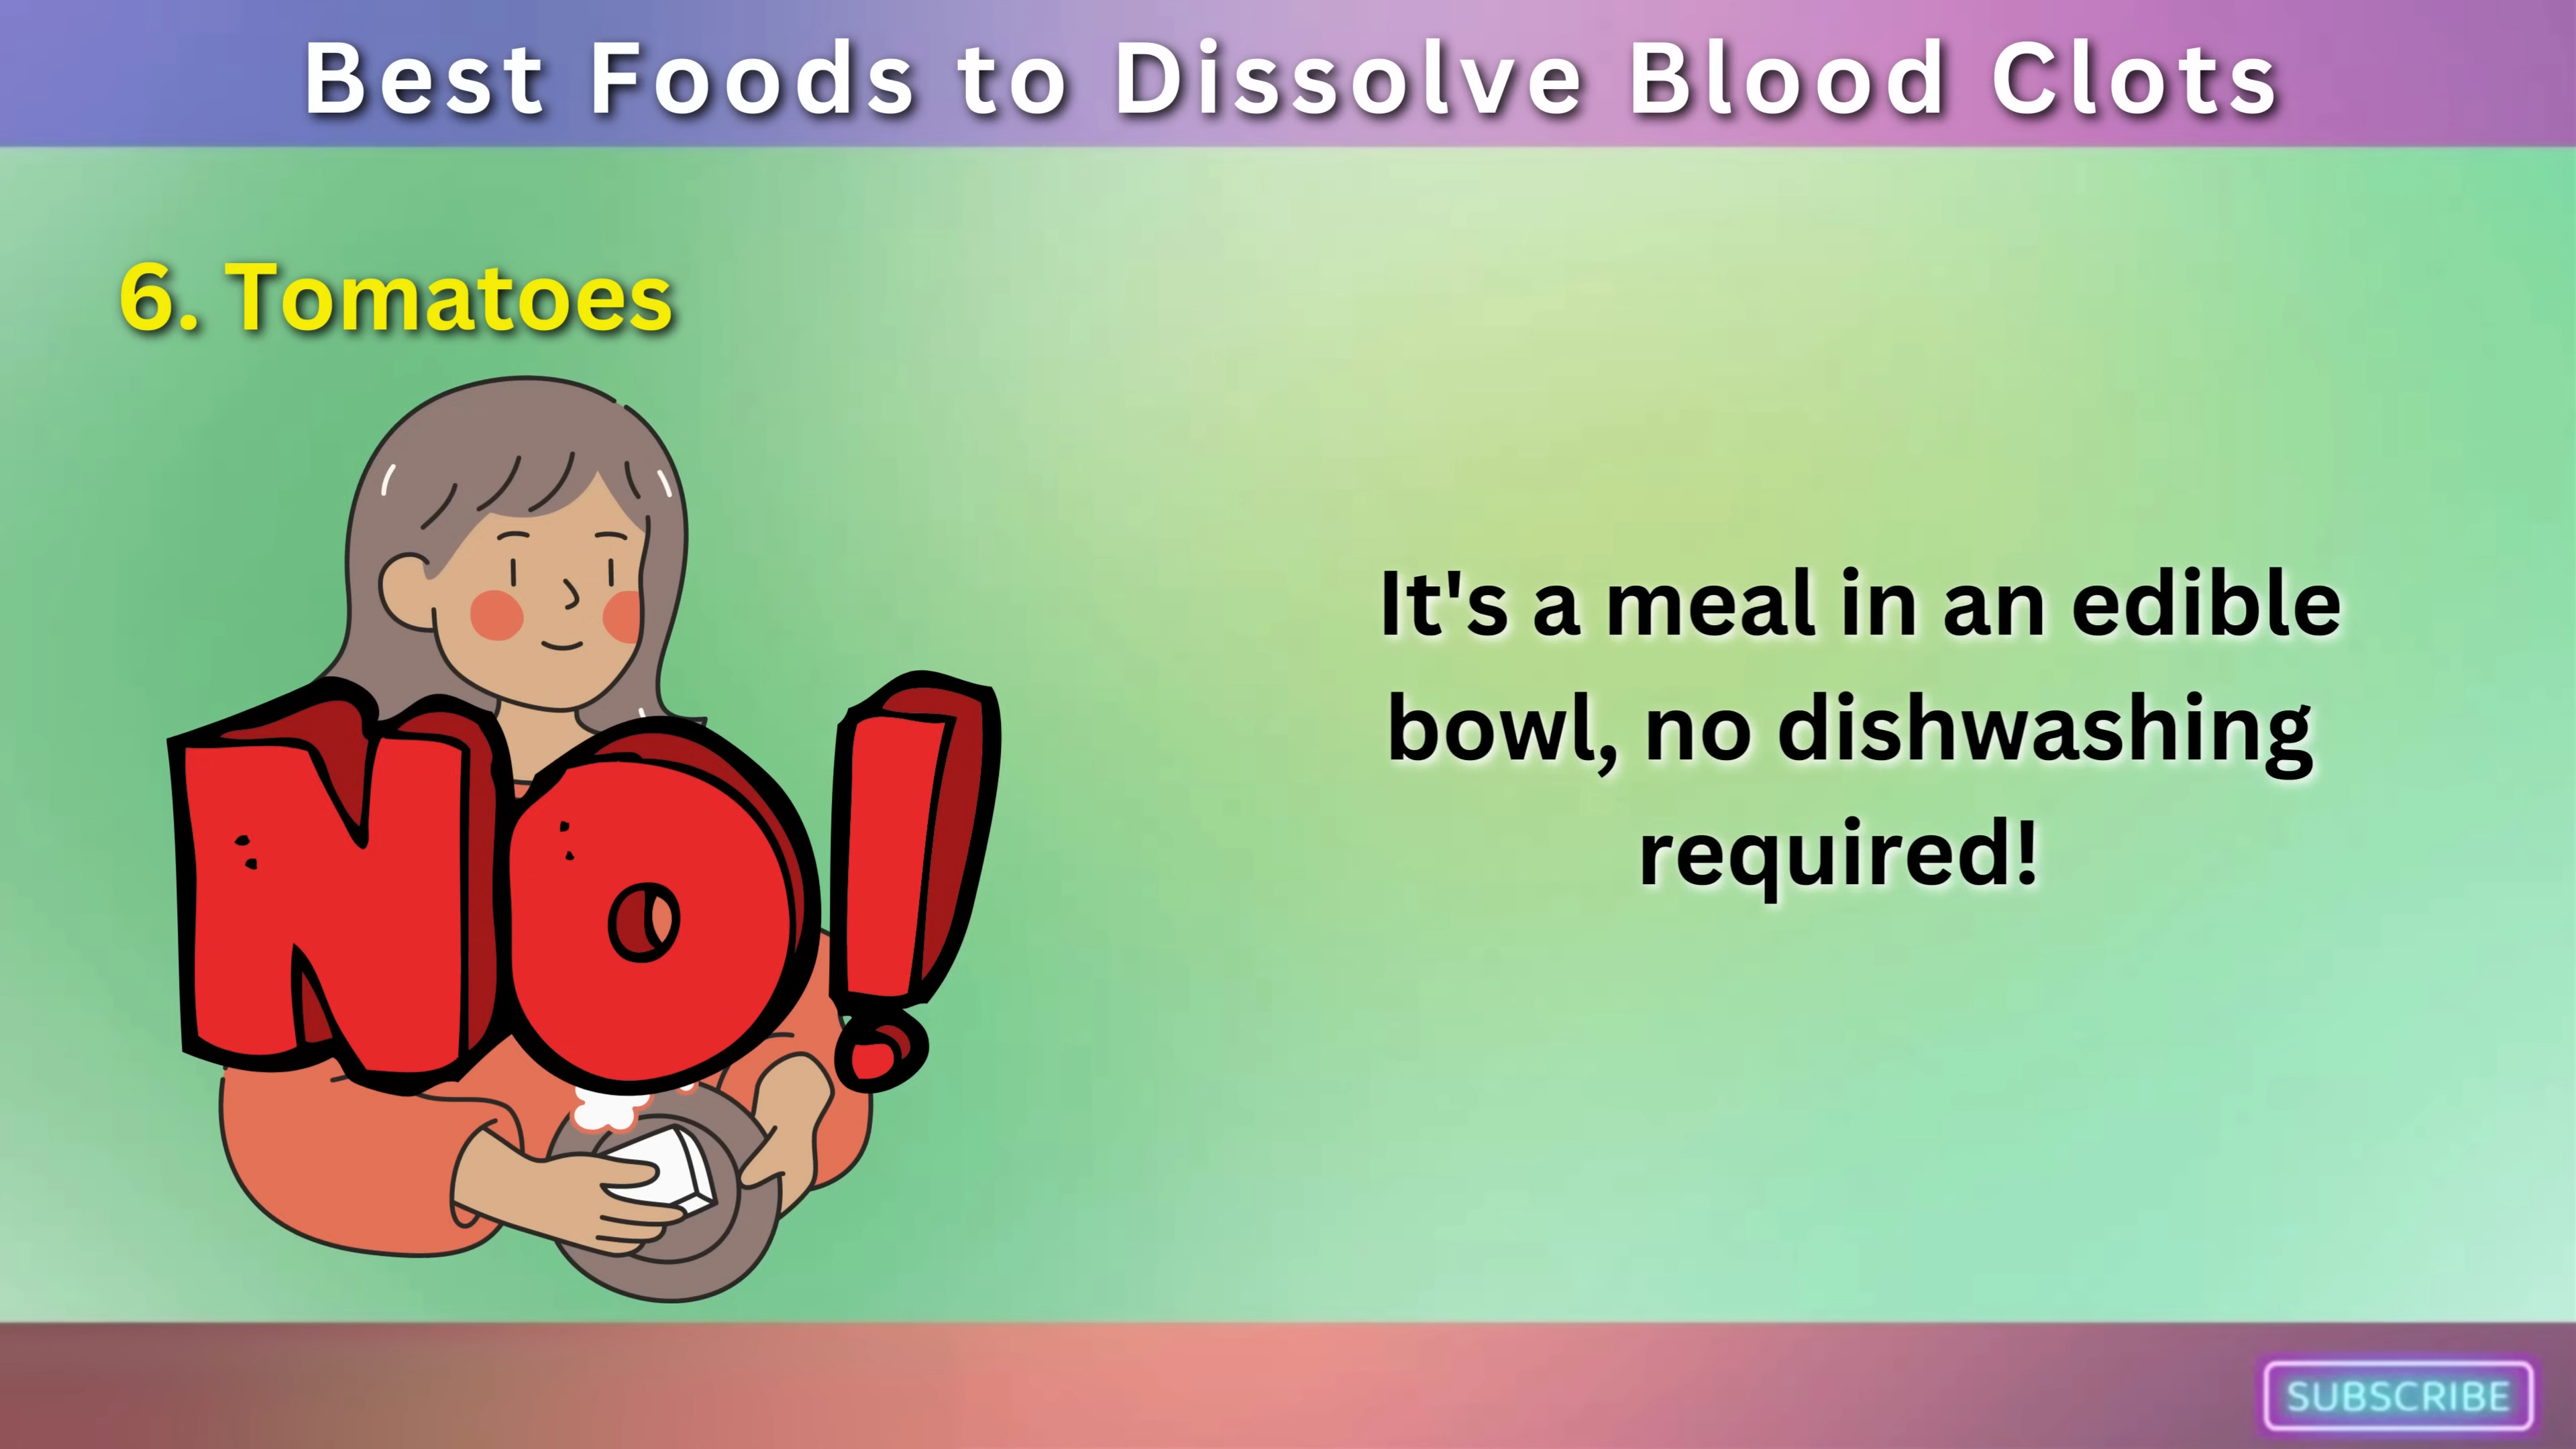 Best Foods to Dissolve Blood Clots
6. Tomatoes
NO!
It's a meal in an edible
bowl, no dishwashing
required!
SUBSCRIBE